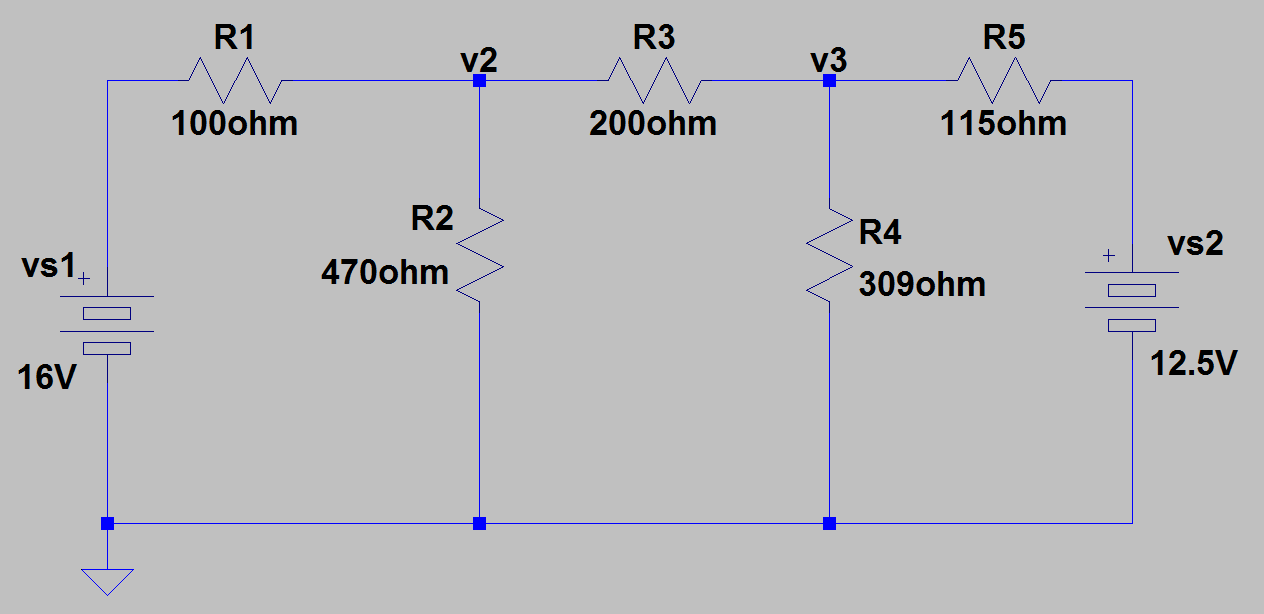 R1
v2
R3
v3
R5
100ohm
200ohm
115ohm
R2
470ohm
R4
309ohm
vs1
+
16V
+
vs2
12.5V